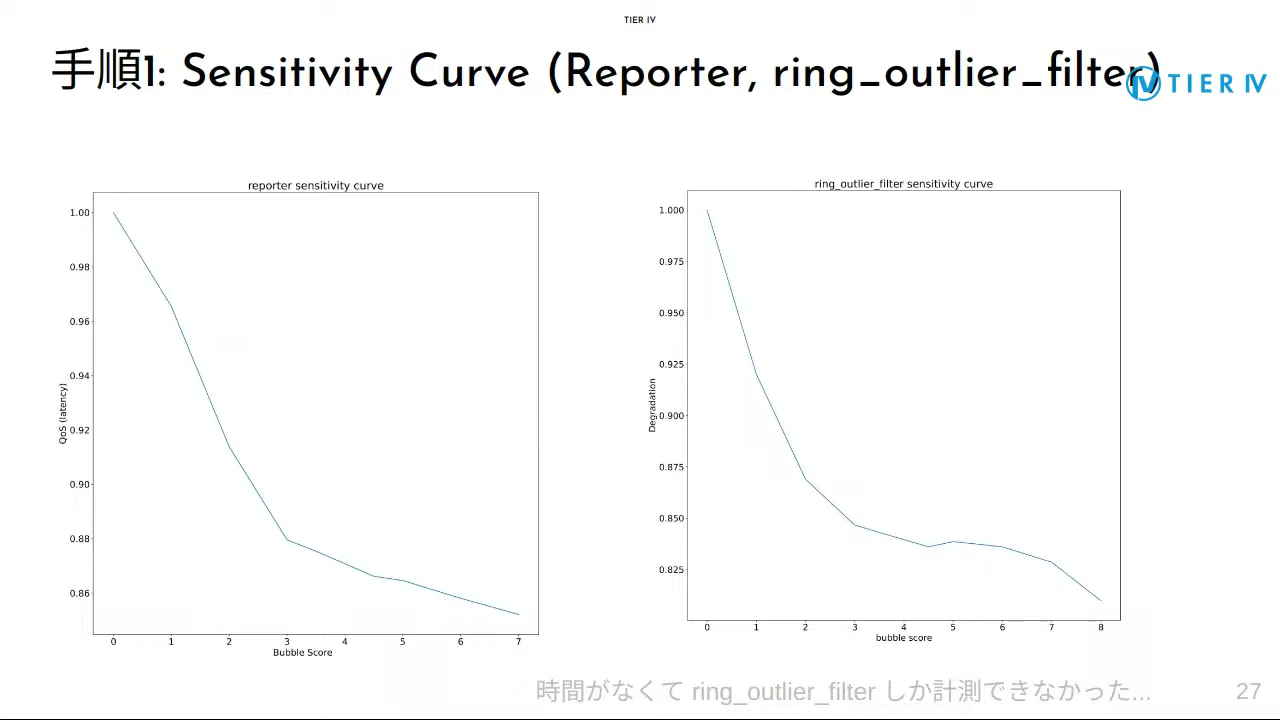 TIER IV
手順1: Sensitivity Curve (Reporter, ring_outlier_filter)
TIER IV
reporter sensitivity curve
1.00
0.98
0.96
0.94
0.92
0.90
0.88
0.86
QoS (latency)
0 1 2 3 4 5 6 7
Bubble Score
ring_outlier_filter sensitivity curve
1.000
0.975
0.950
0.925
0.900
0.875
0.850
0.825
Degradation
0 1 2 3 4 5 6 7 8
bubble score
時間がなくて ring_outlier_filter しか計測できなかった...
27